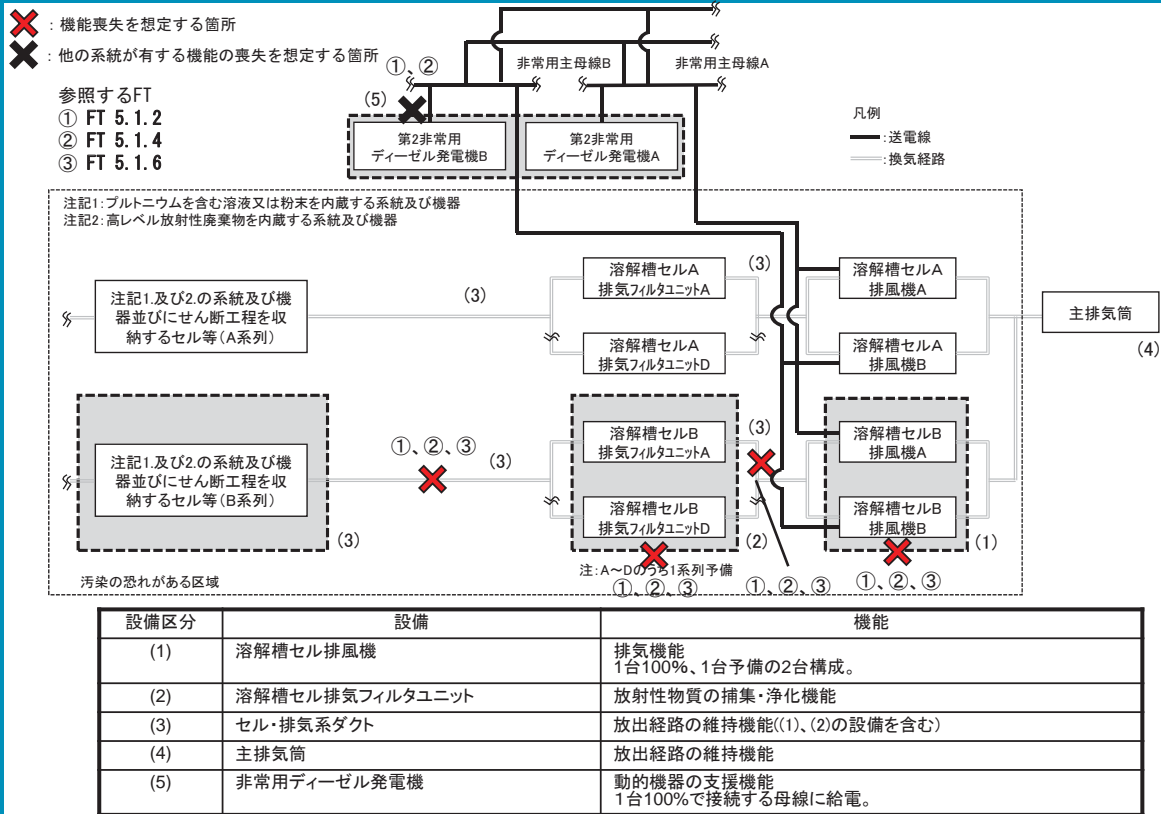 ：機能喪失を想定する箇所
：他の系統が有する機能の喪失を想定する箇所
参照するFT
① FT 5.1.2
② FT 5.1.4
③ FT 5.1.6
①、②
(5)
非常用主母線B
非常用主母線A
第2非常用
ディーゼル発電機B
第2非常用
ディーゼル発電機A
凡例
：送電線
：換気経路
注記1：プルトニウムを含む溶液又は粉末を内蔵する系統及び機器
注記2：高レベル放射性廃棄物を内蔵する系統及び機器
注記1.及び2.の系統及び機
器並びにせん断工程を収
納するセル等(A系列)
(3)
溶解槽セルA
排気フィルタユニットA
溶解槽セルA
排気フィルタユニットD
(3)
溶解槽セルA
排風機A
溶解槽セルA
排風機B
主排気筒
(4)
注記1.及び2.の系統及び機
器並びにせん断工程を収
納するセル等(B系列)
(3)
①、②、③
(3)
溶解槽セルB
排気フィルタユニットA
溶解槽セルB
排気フィルタユニットD
(2)
(3)
溶解槽セルB
排風機A
溶解槽セルB
排風機B
(1)
注：A～Dのうち1系列予備
①、②、③
①、②、③
①、②、③
汚染の恐れがある区域
設備区分 設備 機能
(1) 溶解槽セル排風機 排気機能
1台100%、1台予備の2台構成。
(2) 溶解槽セル排気フィルタユニット 放射性物質の捕集・浄化機能
(3) セル・排気系ダクト 放出経路の維持機能((1)、(2)の設備を含む)
(4) 主排気筒 放出経路の維持機能
(5) 非常用ディーゼル発電機 動的機器の支援機能
1台100%で接続する母線に給電。